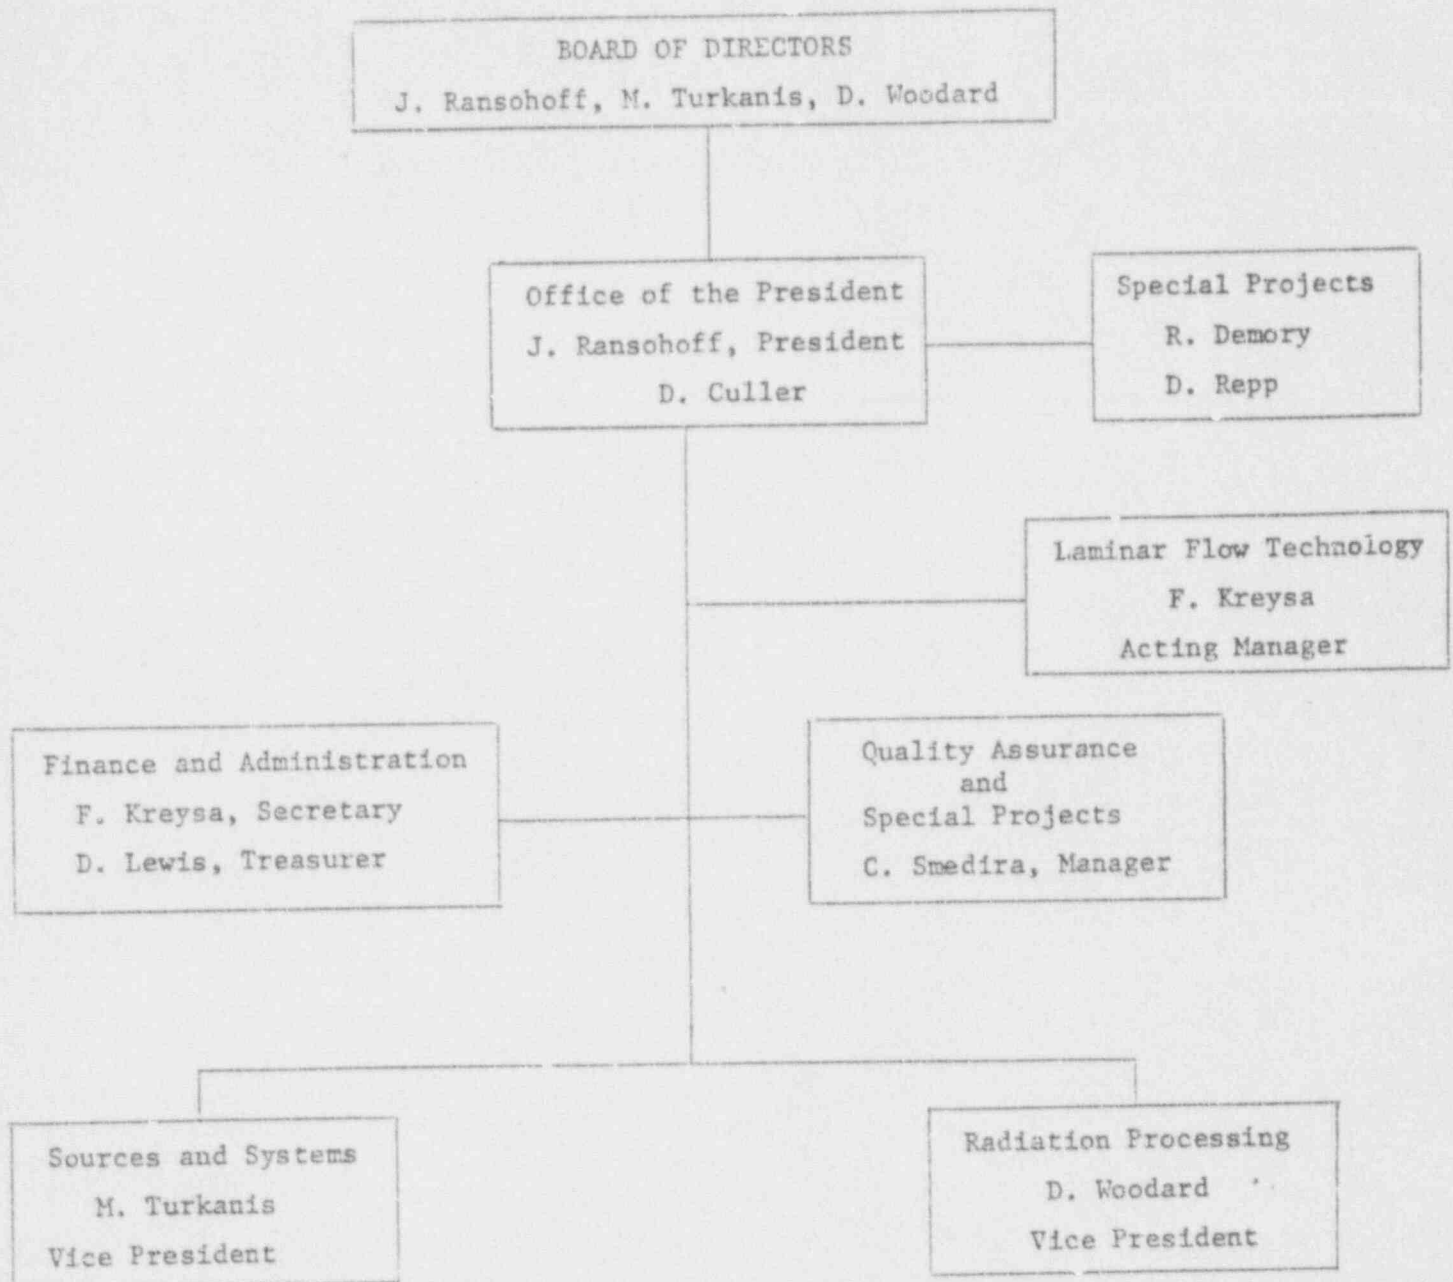 BOARD OF DIRECTORS
J. Ransohoff, M. Turkanis, D. Woodard
Office of the President
J. Ransohoff, President
D. Culler
Special Projects
R. Demory
D. Repp
Laminar Flow Technology
F. Kreysa
Acting Manager
Finance and Administration
F. Kreysa, Secretary
D. Lewis, Treasurer
Quality Assurance
and
Special Projects
C. Smedira, Manager
Sources and Systems
M. Turkanis
Vice President
Radiation Processing
D. Woodard
Vice President